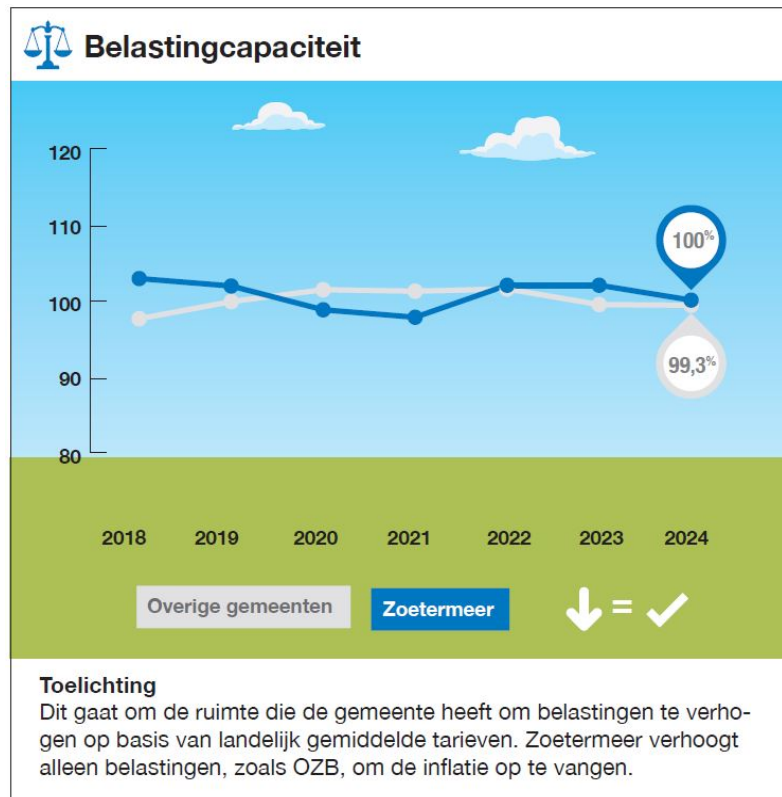 Belastingcapaciteit
120
110
100
90
80
100%
99,3%
2018 2019 2020 2021 2022 2023 2024
Overige gemeenten Zoetermeer =
Toelichting
Dit gaat om de ruimte die de gemeente heeft om belastingen te verho-
gen op basis van landelijk gemiddelde tarieven. Zoetermeer verhoogt
alleen belastingen, zoals OZB, om de inflatie op te vangen.